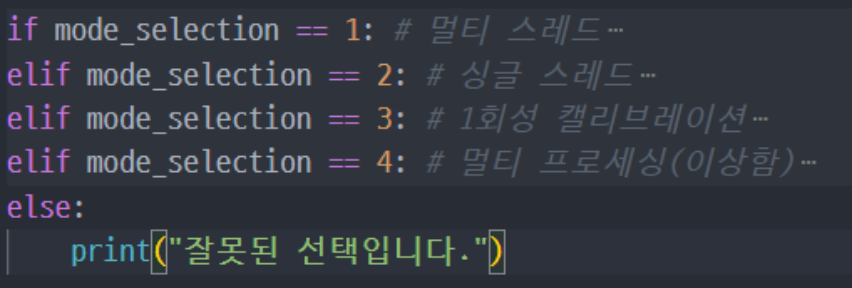 if mode_selection == 1: # 멀티 스레드…
elif mode_selection == 2: # 싱글 스레드…
elif mode_selection == 3: # 1회성 캘리브레이션…
elif mode_selection == 4: # 멀티 프로세싱(이상함)…
else:
    print("잘못된 선택입니다.")